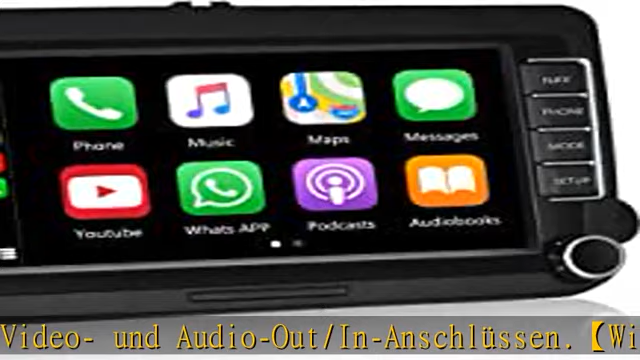 NAV
PHONE
MODE
SETUP
Phone Music Maps Messages
Youtube Whats APP Podcasts Audiobooks
Video- und Audio-Out/In-Anschlüssen.【Wi